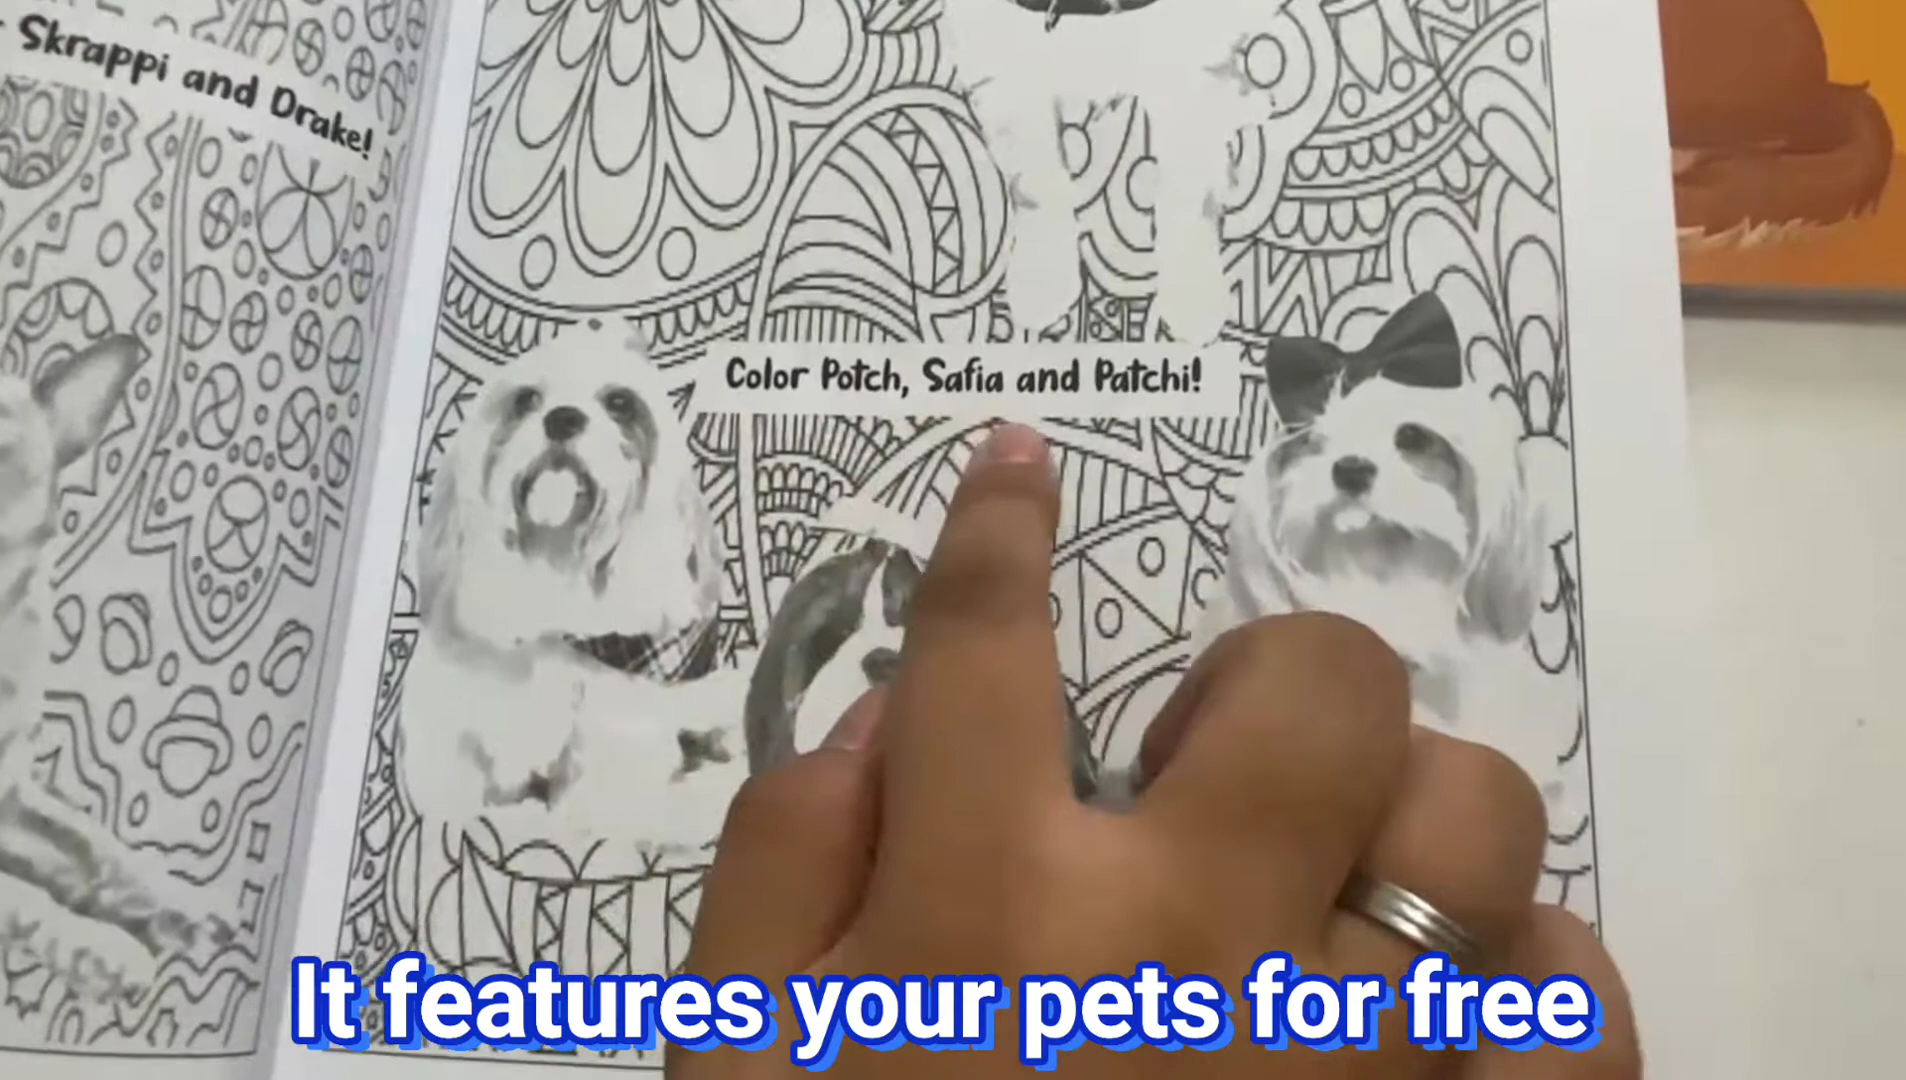 Skrappi and Drake!
Color Potch, Safia and Patchi!
It features your pets for free